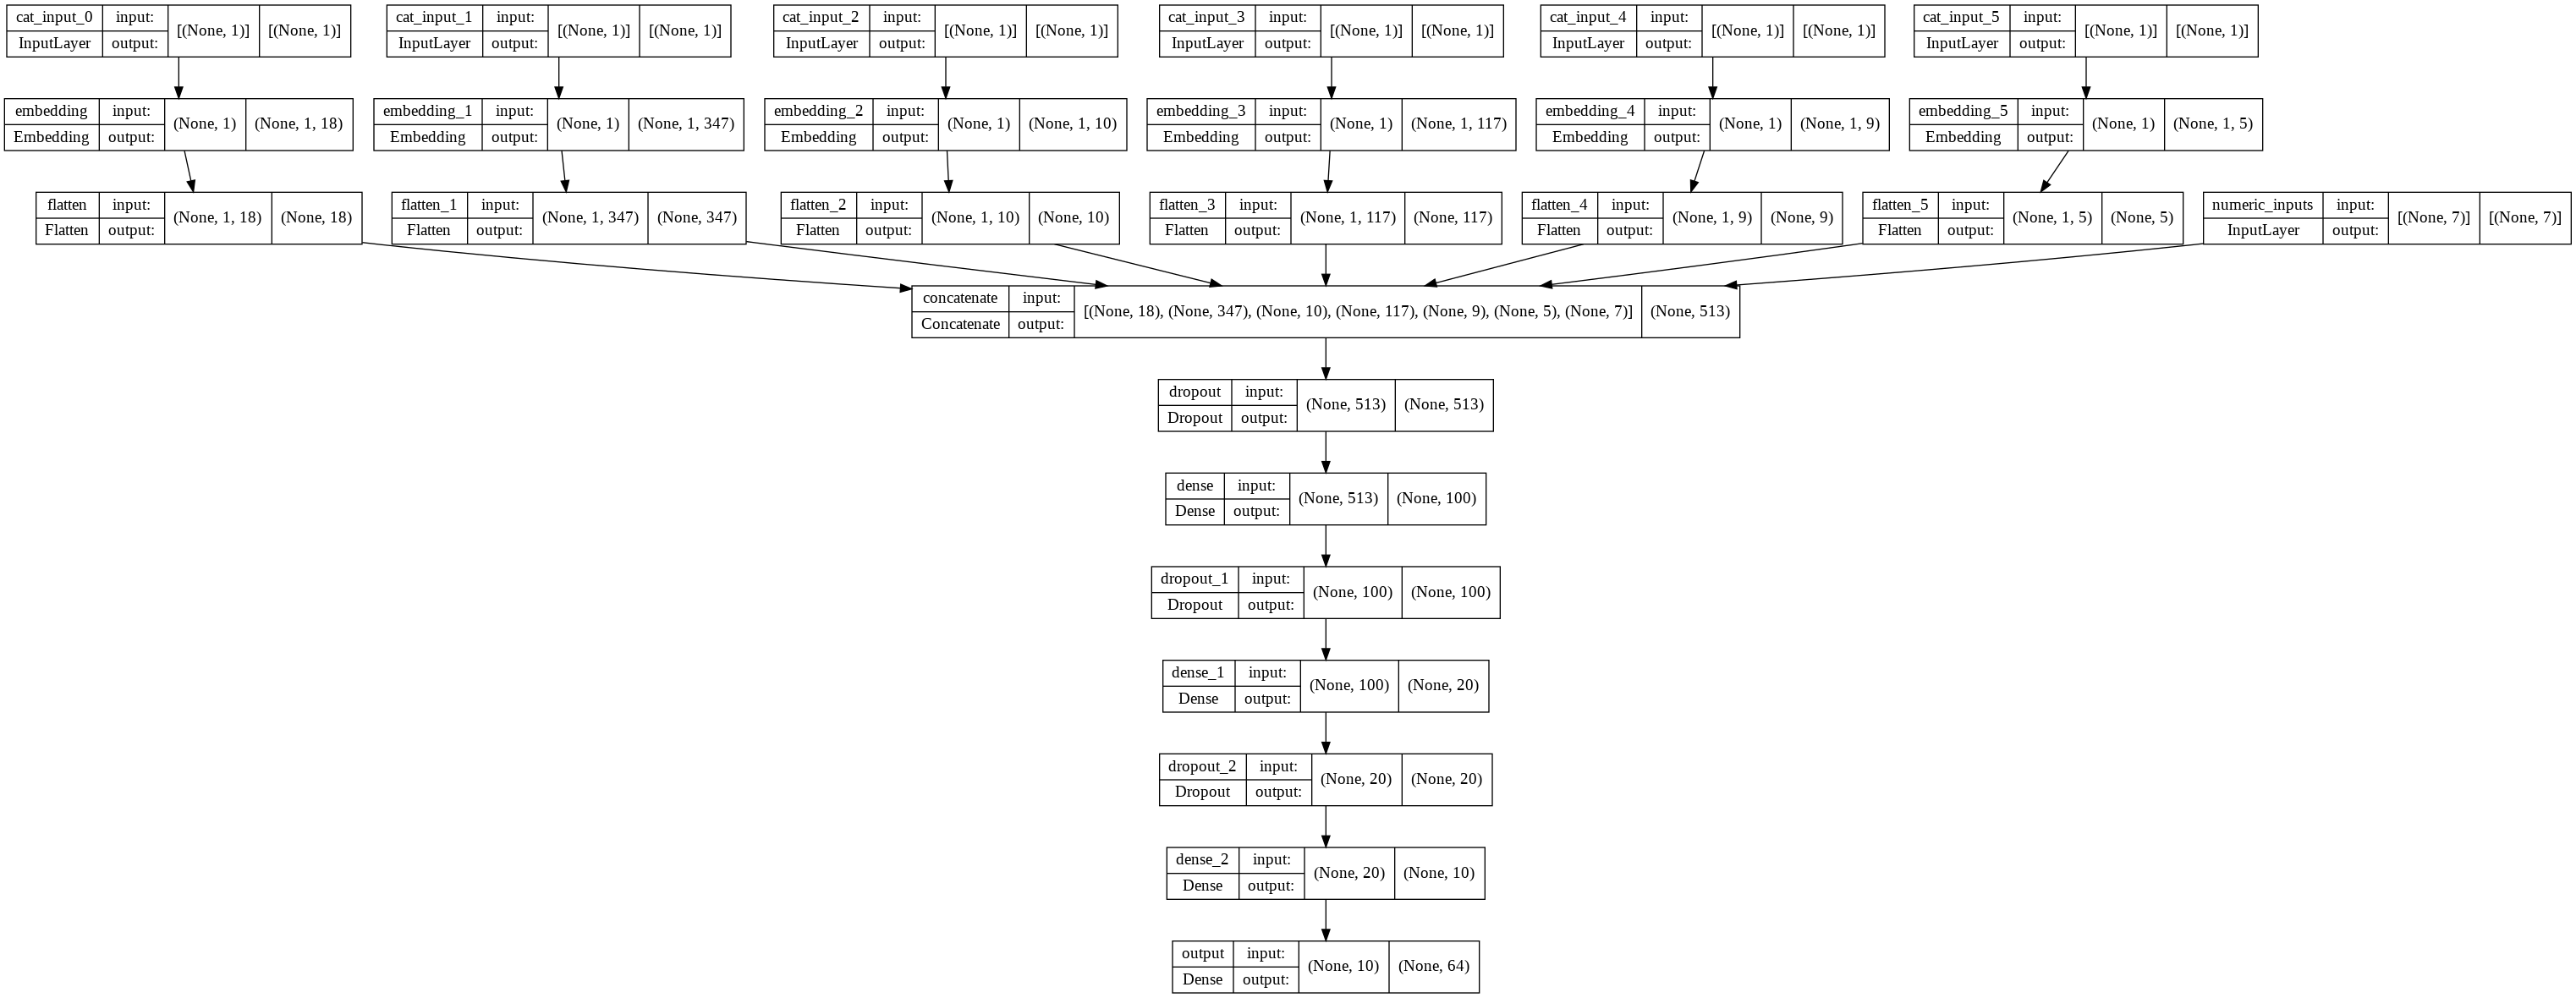 cat_input_0 input: [(None, 1)] [(None, 1)]
InputLayer output:
cat_input_1 input: [(None, 1)] [(None, 1)]
InputLayer output:
cat_input_2 input: [(None, 1)] [(None, 1)]
InputLayer output:
cat_input_3 input: [(None, 1)] [(None, 1)]
InputLayer output:
cat_input_4 input: [(None, 1)] [(None, 1)]
InputLayer output:
cat_input_5 input: [(None, 1)] [(None, 1)]
InputLayer output:
embedding input: (None, 1) (None, 1, 18)
Embedding output:
embedding_1 input: (None, 1) (None, 1, 347)
Embedding output:
embedding_2 input: (None, 1) (None, 1, 10)
Embedding output:
embedding_3 input: (None, 1) (None, 1, 117)
Embedding output:
embedding_4 input: (None, 1) (None, 1, 9)
Embedding output:
embedding_5 input: (None, 1) (None, 1, 5)
Embedding output:
flatten input: (None, 1, 18) (None, 18)
Flatten output:
flatten_1 input: (None, 1, 347) (None, 347)
Flatten output:
flatten_2 input: (None, 1, 10) (None, 10)
Flatten output:
flatten_3 input: (None, 1, 117) (None, 117)
Flatten output:
flatten_4 input: (None, 1, 9) (None, 9)
Flatten output:
flatten_5 input: (None, 1, 5) (None, 5)
Flatten output:
numeric_inputs input: [(None, 7)] [(None, 7)]
InputLayer output:
concatenate input: [(None, 18), (None, 347), (None, 10), (None, 117), (None, 9), (None, 5), (None, 7)] (None, 513)
Concatenate output:
dropout input: (None, 513) (None, 513)
Dropout output:
dense input: (None, 513) (None, 100)
Dense output:
dropout_1 input: (None, 100) (None, 100)
Dropout output:
dense_1 input: (None, 100) (None, 20)
Dense output:
dropout_2 input: (None, 20) (None, 20)
Dropout output:
dense_2 input: (None, 20) (None, 10)
Dense output:
output input: (None, 10) (None, 64)
Dense output: